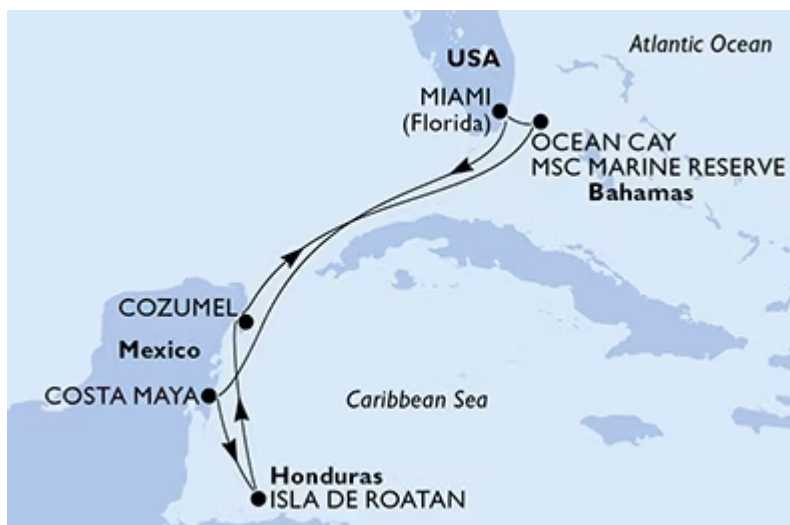 Atlantic Ocean
USA
MIAMI
(Florida)
OCEAN CAY
MSC MARINE RESERVE
Bahamas
COZUMEL
Mexico
COSTA MAYA
Caribbean Sea
Honduras
ISLA DE ROATAN